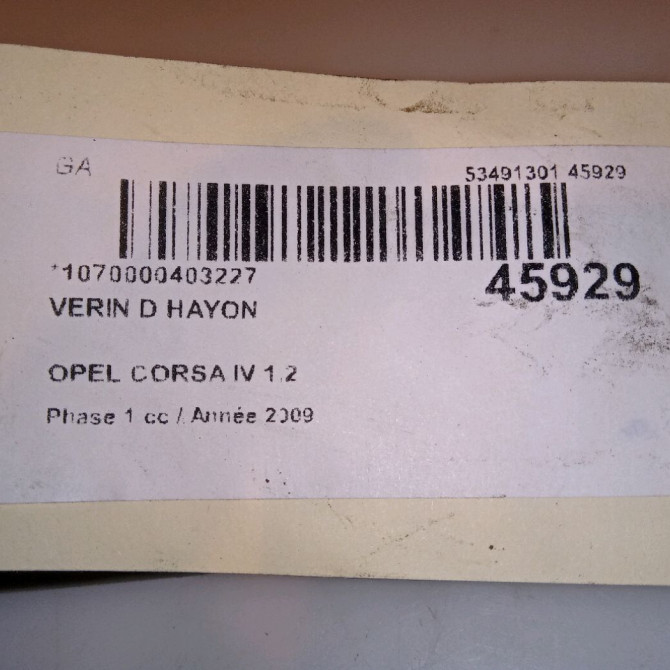 GA
53491301 45929
*1070000403227
45929
VERIN D HAYON
OPEL CORSA IV 1.2
Phase 1 cc / Année 2009